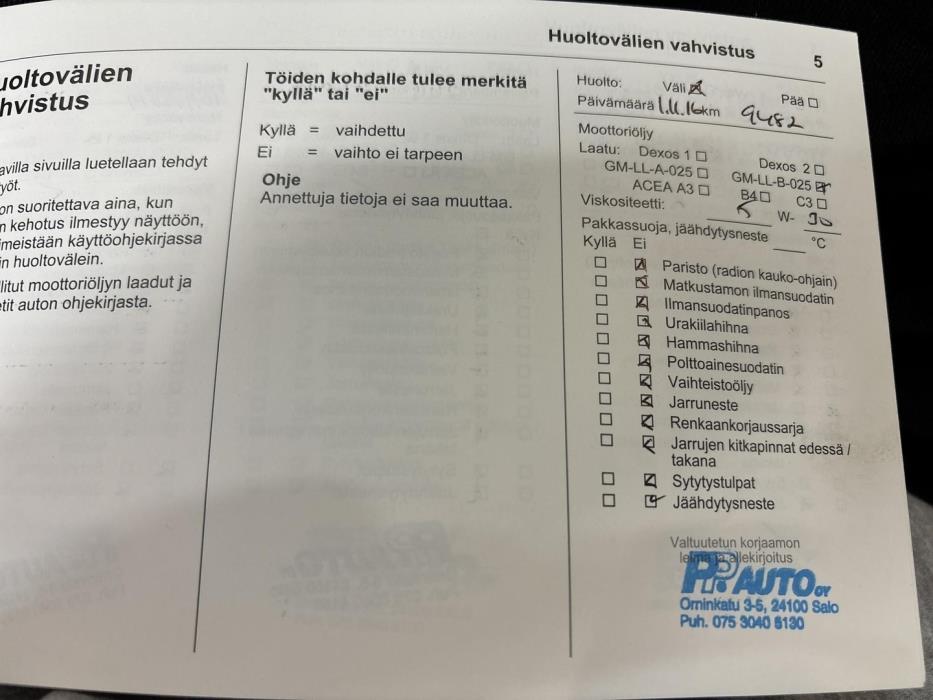 Huoltovälien vahvistus 5
uoltovälien
hvistus
avilla sivuilla luetellaan tehdyt
yöt.
on suoritettava aina, kun
n kehotus ilmestyy näyttöön,
imeistään käyttöohjekirjassa
in huoltovälein.
litut moottoriöljyn laadut ja
etit auton ohjekirjasta.
Töiden kohdalle tulee merkitä
"kyllä" tai "ei"
Kyllä = vaihdettu
Ei = vaihto ei tarpeen
Ohje
Annettuja tietoja ei saa muuttaa.
Huolto: Väli Pää
Päivämäärä 1.11.16 km 9482
Moottoriöljy
Laatu: Dexos 1 Dexos 2
GM-LL-A-025 GM-LL-B-025
ACEA A3 B4 C3
Viskositeetti: 5 W- 30
Pakkassuoja, jäähdytysneste °C
Kyllä Ei
Paristo (radion kauko-ohjain)
Matkustamon ilmansuodatin
Ilmansuodatinpanos
Urakiilahihna
Hammashihna
Polttoainesuodatin
Vaihteistoöljy
Jarruneste
Renkaankorjaussarja
Jarrujen kitkapinnat edessä /
takana
Sytytystulpat
Jäähdytysneste
Valtuutetun korjaamon
leima ja allekirjoitus
PP AUTO OY
Örninkatu 3-5, 24100 Salo
Puh. 075 3040 5130